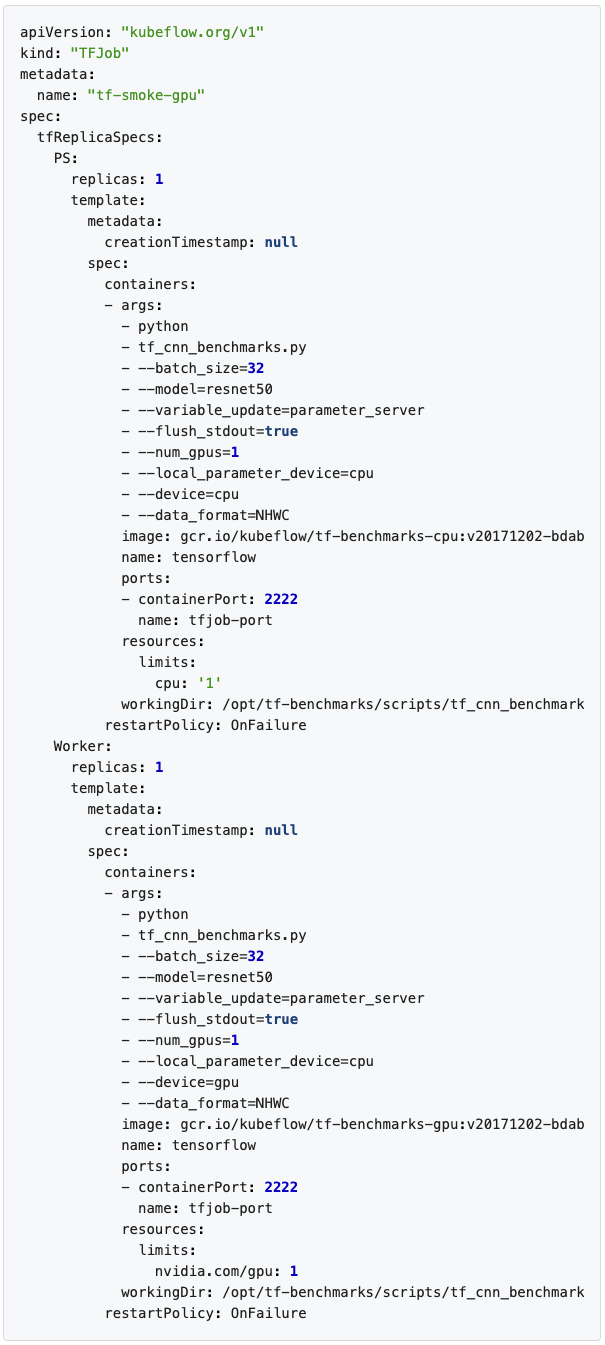 apiVersion: "kubeflow.org/v1"
kind: "TFJob"
metadata:
  name: "tf-smoke-gpu"
spec:
  tfReplicaSpecs:
    PS:
      replicas: 1
      template:
        metadata:
          creationTimestamp: null
        spec:
          containers:
          - args:
            - python
            - tf_cnn_benchmarks.py
            - --batch_size=32
            - --model=resnet50
            - --variable_update=parameter_server
            - --flush_stdout=true
            - --num_gpus=1
            - --local_parameter_device=cpu
            - --device=cpu
            - --data_format=NHWC
            image: gcr.io/kubeflow/tf-benchmarks-cpu:v20171202-bdab
            name: tensorflow
            ports:
            - containerPort: 2222
              name: tfjob-port
            resources:
              limits:
                cpu: '1'
            workingDir: /opt/tf-benchmarks/scripts/tf_cnn_benchmark
          restartPolicy: OnFailure
    Worker:
      replicas: 1
      template:
        metadata:
          creationTimestamp: null
        spec:
          containers:
          - args:
            - python
            - tf_cnn_benchmarks.py
            - --batch_size=32
            - --model=resnet50
            - --variable_update=parameter_server
            - --flush_stdout=true
            - --num_gpus=1
            - --local_parameter_device=cpu
            - --device=gpu
            - --data_format=NHWC
            image: gcr.io/kubeflow/tf-benchmarks-gpu:v20171202-bdab
            name: tensorflow
            ports:
            - containerPort: 2222
              name: tfjob-port
            resources:
              limits:
                nvidia.com/gpu: 1
            workingDir: /opt/tf-benchmarks/scripts/tf_cnn_benchmark
          restartPolicy: OnFailure